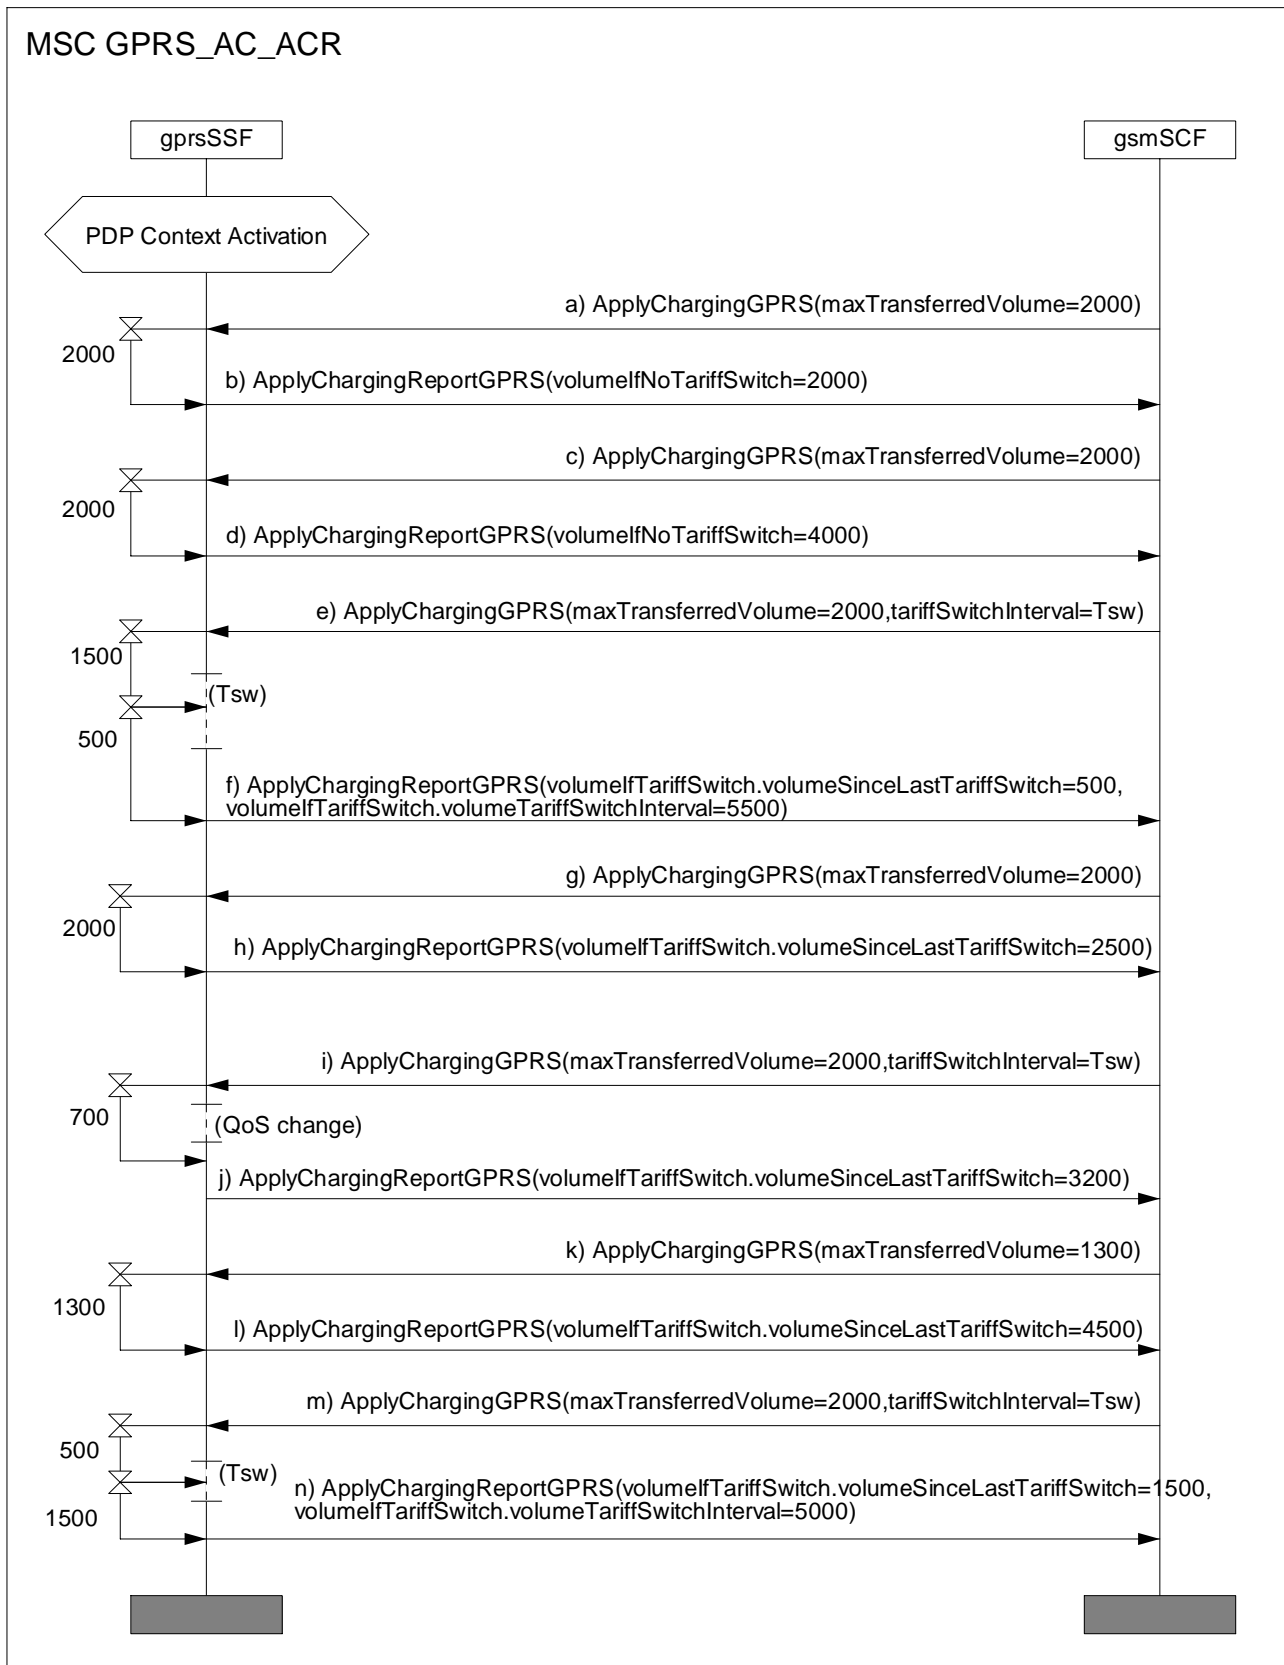 MSC GPRS_AC_ACR
gprsSSF
gsmSCF
PDP Context Activation
a) ApplyChargingGPRS(maxTransferredVolume=2000)
2000
b) ApplyChargingReportGPRS(volumeIfNoTariffSwitch=2000)
c) ApplyChargingGPRS(maxTransferredVolume=2000)
2000
d) ApplyChargingReportGPRS(volumeIfNoTariffSwitch=4000)
e) ApplyChargingGPRS(maxTransferredVolume=2000,tariffSwitchInterval=Tsw)
1500
(Tsw)
500
f) ApplyChargingReportGPRS(volumeIfTariffSwitch.volumeSinceLastTariffSwitch=500,
volumeIfTariffSwitch.volumeTariffSwitchInterval=5500)
g) ApplyChargingGPRS(maxTransferredVolume=2000)
2000
h) ApplyChargingReportGPRS(volumeIfTariffSwitch.volumeSinceLastTariffSwitch=2500)
i) ApplyChargingGPRS(maxTransferredVolume=2000,tariffSwitchInterval=Tsw)
700
(QoS change)
j) ApplyChargingReportGPRS(volumeIfTariffSwitch.volumeSinceLastTariffSwitch=3200)
k) ApplyChargingGPRS(maxTransferredVolume=1300)
1300
l) ApplyChargingReportGPRS(volumeIfTariffSwitch.volumeSinceLastTariffSwitch=4500)
m) ApplyChargingGPRS(maxTransferredVolume=2000,tariffSwitchInterval=Tsw)
500
(Tsw)
n) ApplyChargingReportGPRS(volumeIfTariffSwitch.volumeSinceLastTariffSwitch=1500,
volumeIfTariffSwitch.volumeTariffSwitchInterval=5000)
1500